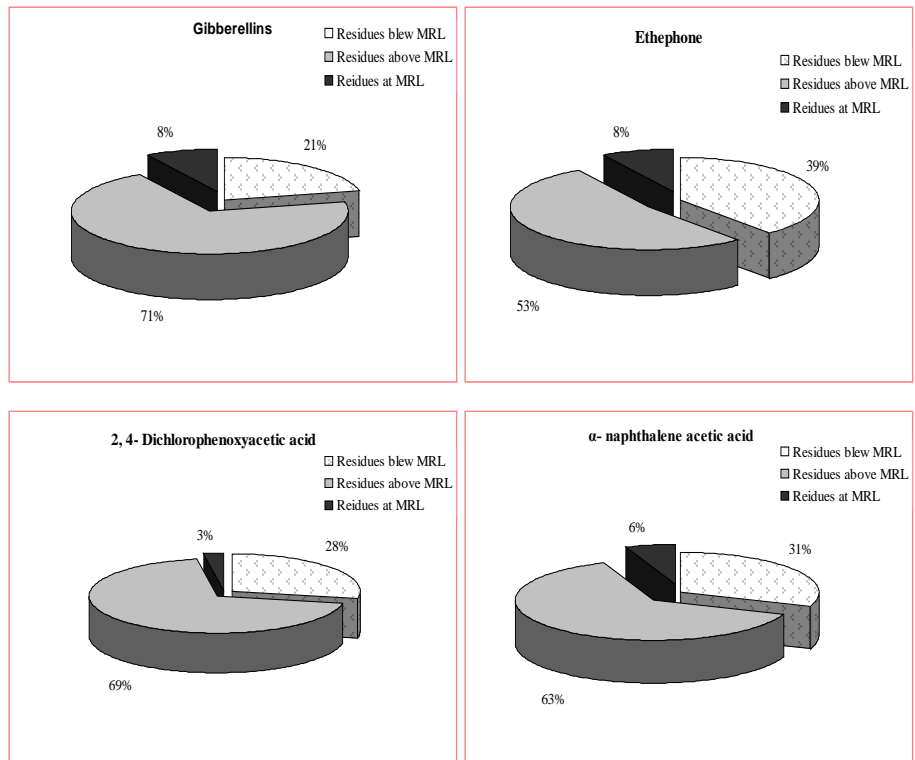 Gibberellins
Residues blew MRL
Residues above MRL
Reidues at MRL
8%
21%
71%
Ethephone
Residues blew MRL
Residues above MRL
Reidues at MRL
8%
39%
53%
2, 4- Dichlorophenoxyacetic acid
Residues blew MRL
Residues above MRL
Reidues at MRL
3%
28%
69%
α- naphthalene acetic acid
Residues blew MRL
Residues above MRL
Reidues at MRL
6%
31%
63%